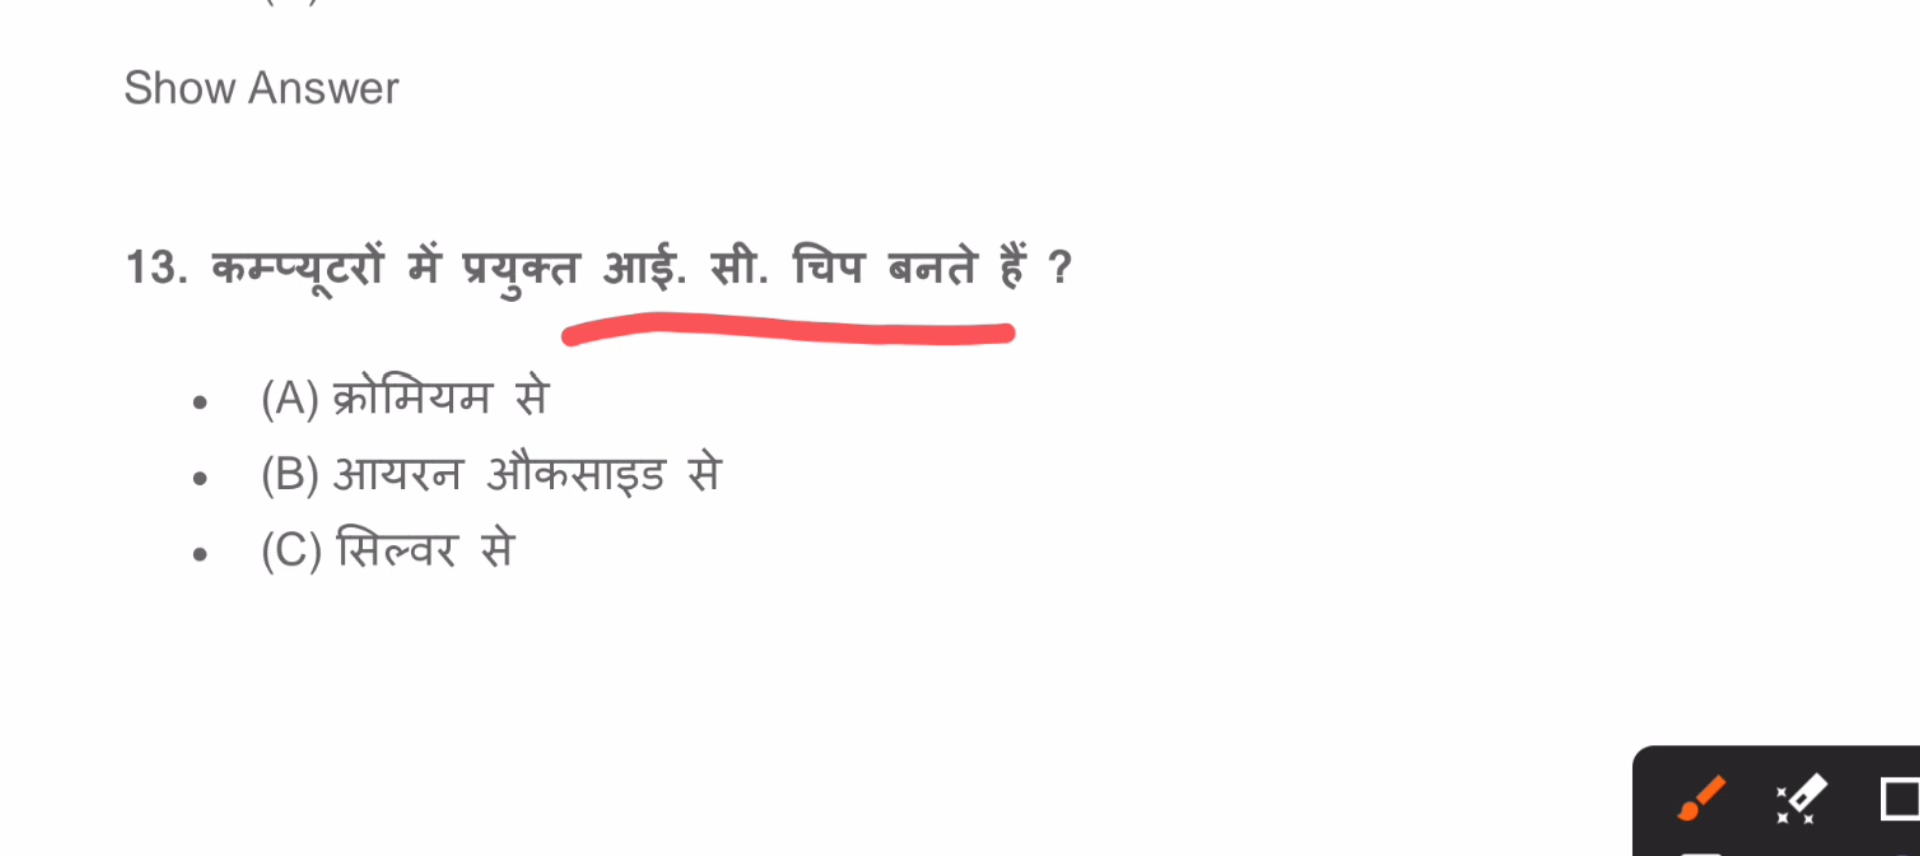 Show Answer
13. कम्प्यूटरों में प्रयुक्त आई. सी. चिप बनते हैं ?
(A) क्रोमियम से
(B) आयरन औकसाइड से
(C) सिल्वर से